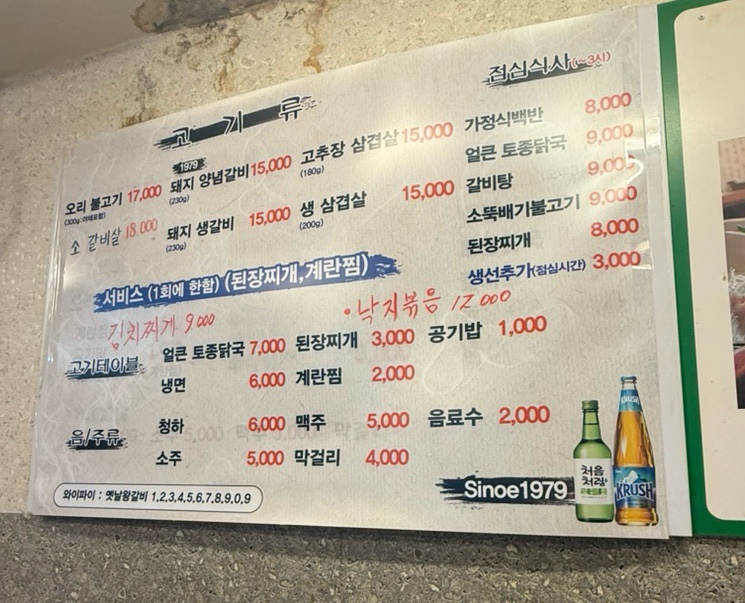 고기류
1979
오리 불고기 17,000 돼지 양념갈비 15,000 고추장 삼겹살 15,000
(230g) (180g)
소 갈비살 18.000 돼지 생갈비 15,000 생 삼겹살 15,000
(230g) (200g)
점심식사(~3시)
가정식백반 8,000
얼큰 토종닭국 9,000
갈비탕 9,000
소뚝배기불고기 9,000
된장찌개 8,000
생선추가(점심시간) 3,000
서비스 (1회에 한함) (된장찌개,계란찜)
김치찌개 9.000 •낙지볶음 12000
고기테이블
얼큰 토종닭국 7,000 된장찌개 3,000 공기밥 1,000
냉면 6,000 계란찜 2,000
음/주류
청하 6,000 맥주 5,000 음료수 2,000
소주 5,000 막걸리 4,000
와이파이 : 옛날왕갈비 1,2,3,4,5,6,7,8,9,0,9
Sinoe1979
처음
처럼
KRUSH
KRUSH